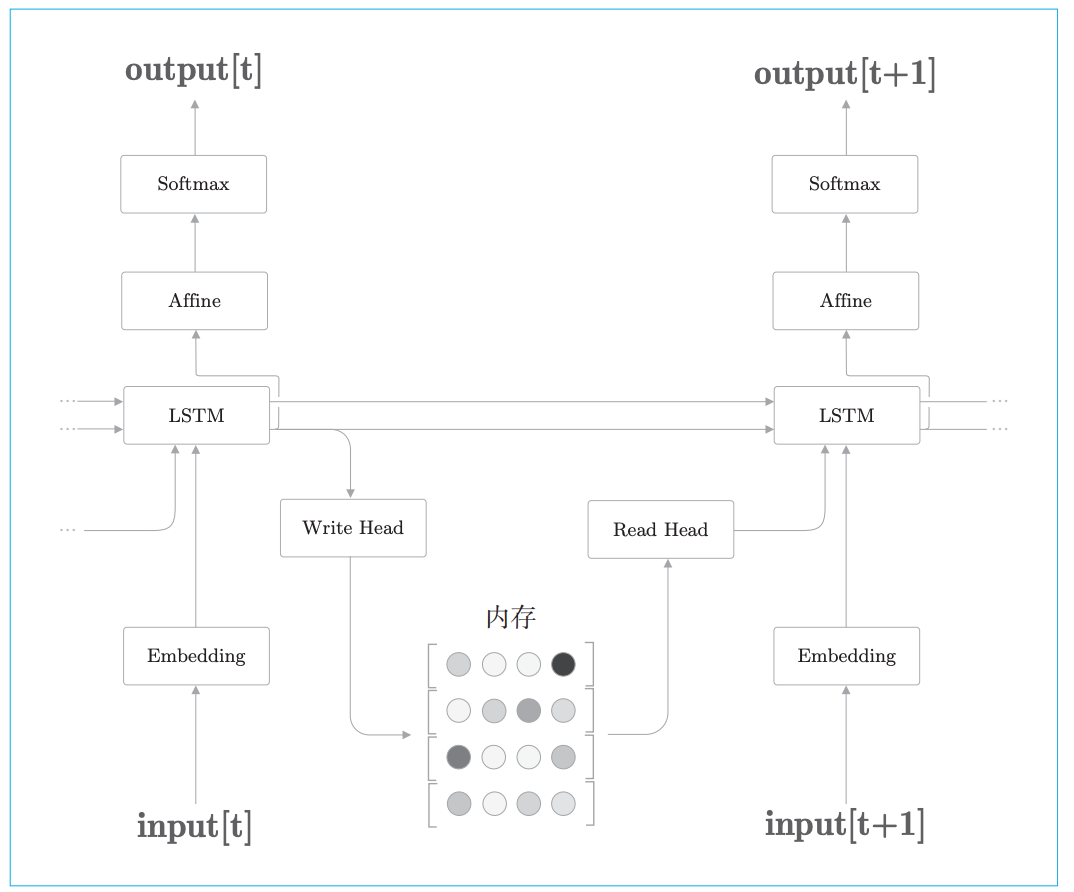 output[t]
output[t+1]
Softmax
Softmax
Affine
Affine
...
LSTM
LSTM
...
...
...
Write Head
Read Head
...
内存
Embedding
Embedding
input[t]
input[t+1]